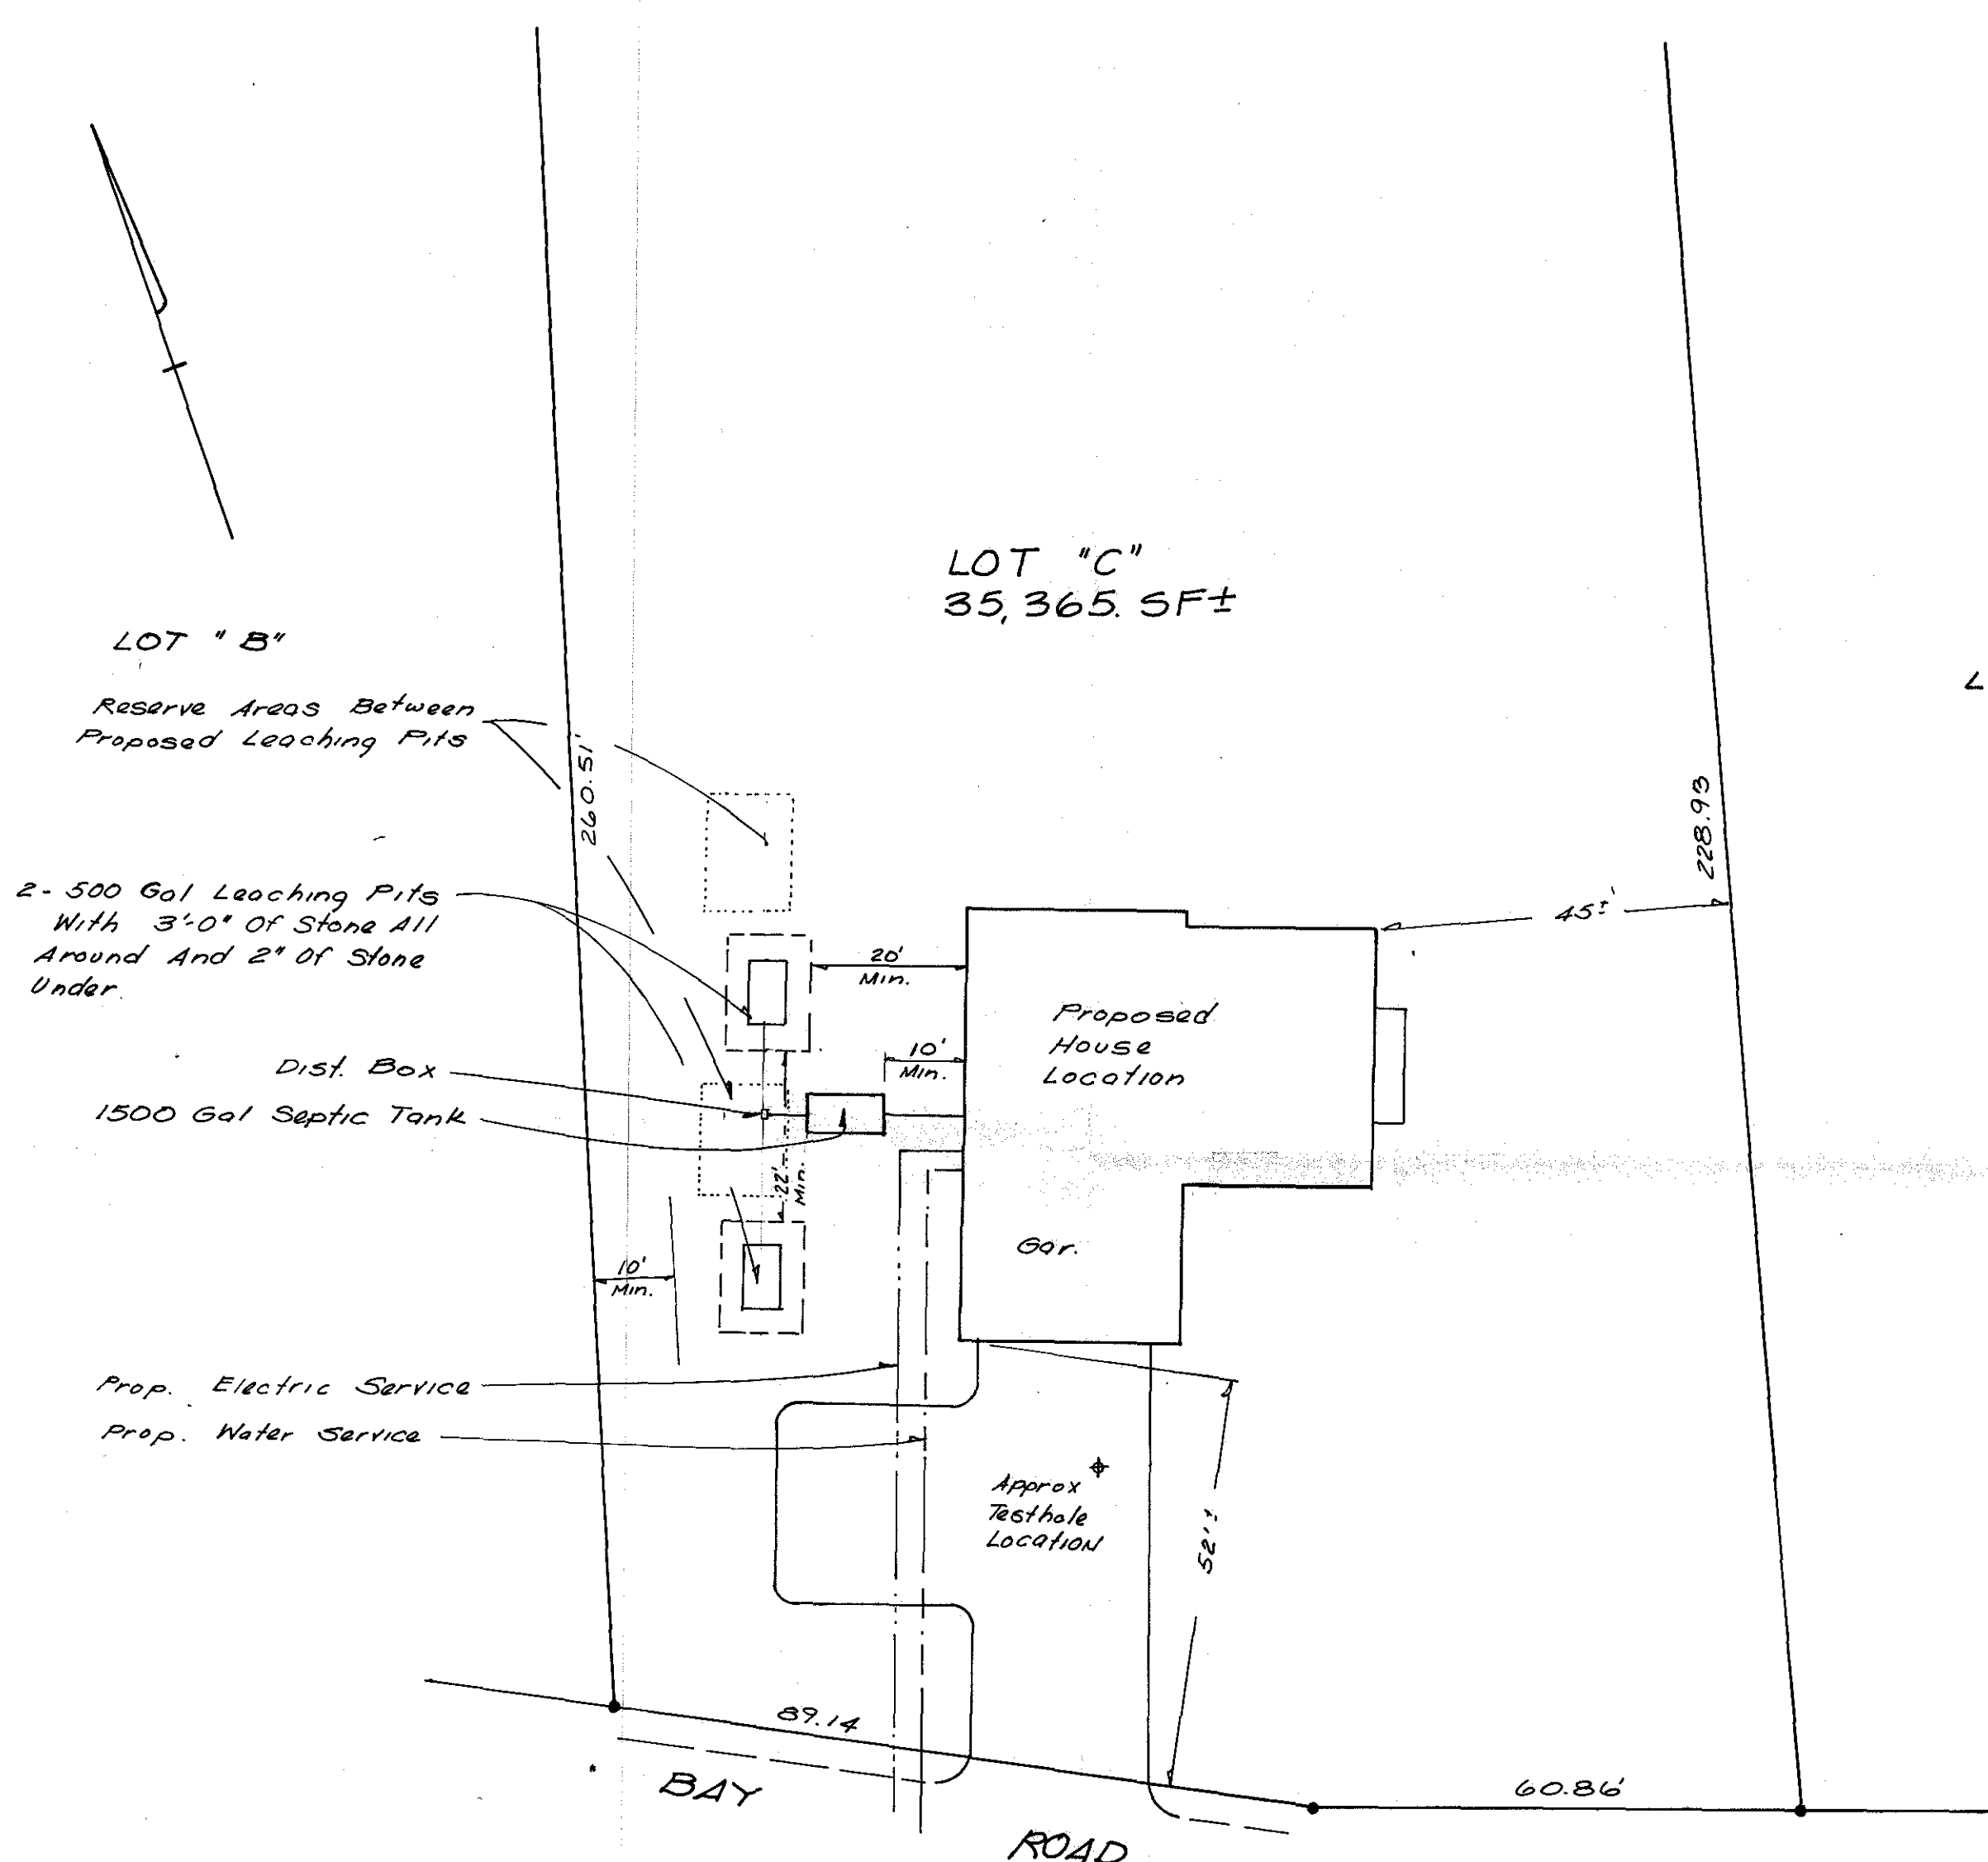 LOT "C"
35,365. SF±
LOT "B"
Reserve Areas Between
Proposed Leaching Pits
260.51'
228.93
L
2- 500 Gal Leaching Pits
With 3'-0" Of Stone All
Around And 2" Of Stone
Under.
45±'
20'
Min.
Proposed
House
Location
10'
Min.
Dist. Box
1500 Gal Septic Tank
22'
Min.
Gar.
10'
Min.
Prop. Electric Service
Prop. Water Service
Approx
Testhole
Location
52'±
89.14
60.86'
BAY
ROAD